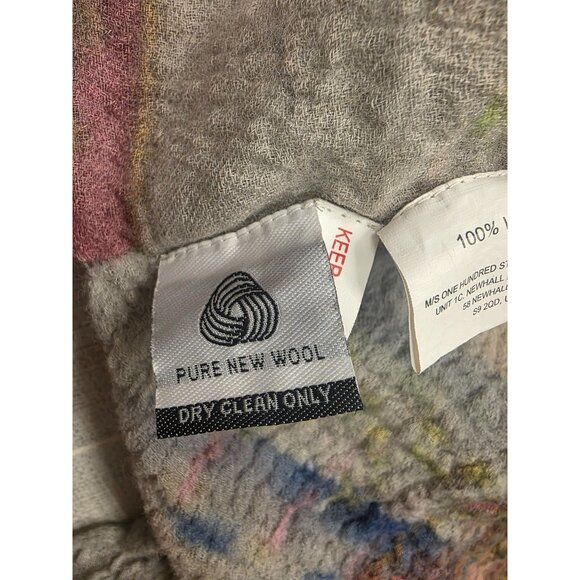 PURE NEW WOOL
DRY CLEAN ONLY
KEEP
100%
M/S ONE HUNDRED
UNIT 1C, NEWHALL
58 NEWHALL
S9 2QD,